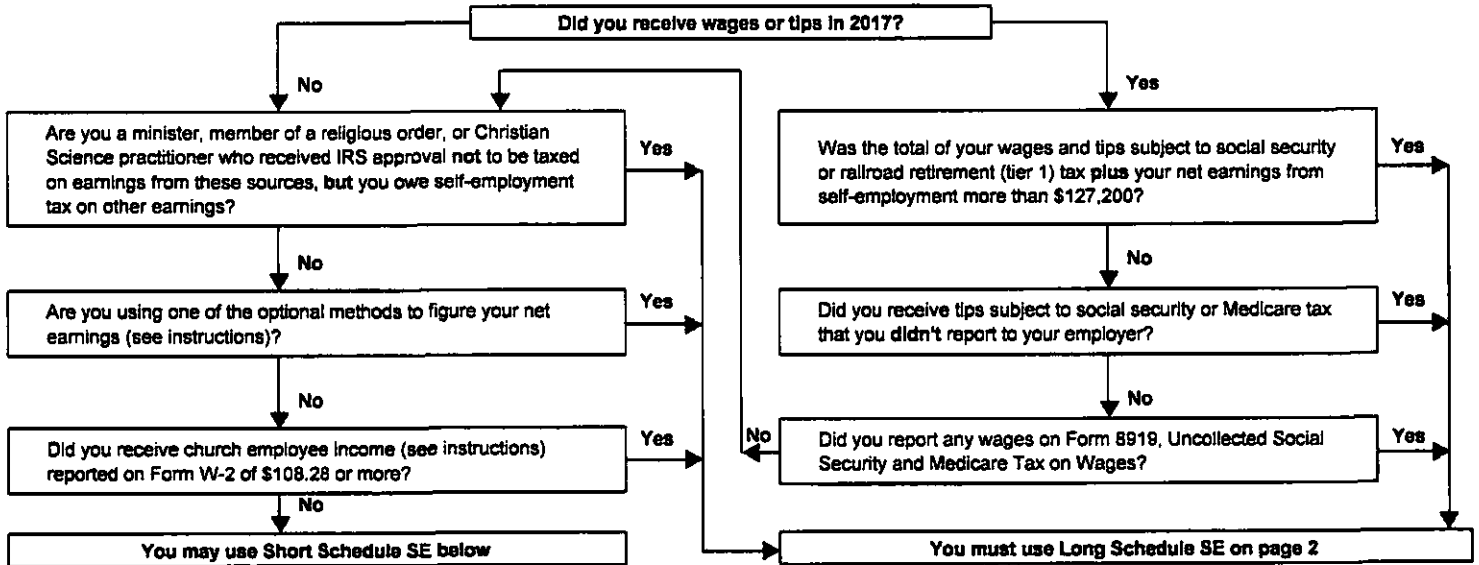 Did you receive wages or tips in 2017?
No
Yes
Are you a minister, member of a religious order, or Christian
Science practitioner who received IRS approval not to be taxed
on earnings from these sources, but you owe self-employment
tax on other earnings?
Yes
Was the total of your wages and tips subject to social security
or railroad retirement (tier 1) tax plus your net earnings from
self-employment more than $127,200?
Yes
No
No
Are you using one of the optional methods to figure your net
earnings (see instructions)?
Yes
Did you receive tips subject to social security or Medicare tax
that you didn't report to your employer?
Yes
No
No
Did you receive church employee income (see instructions)
reported on Form W-2 of $108.28 or more?
Yes
No
Did you report any wages on Form 8919, Uncollected Social
Security and Medicare Tax on Wages?
Yes
No
You may use Short Schedule SE below
You must use Long Schedule SE on page 2